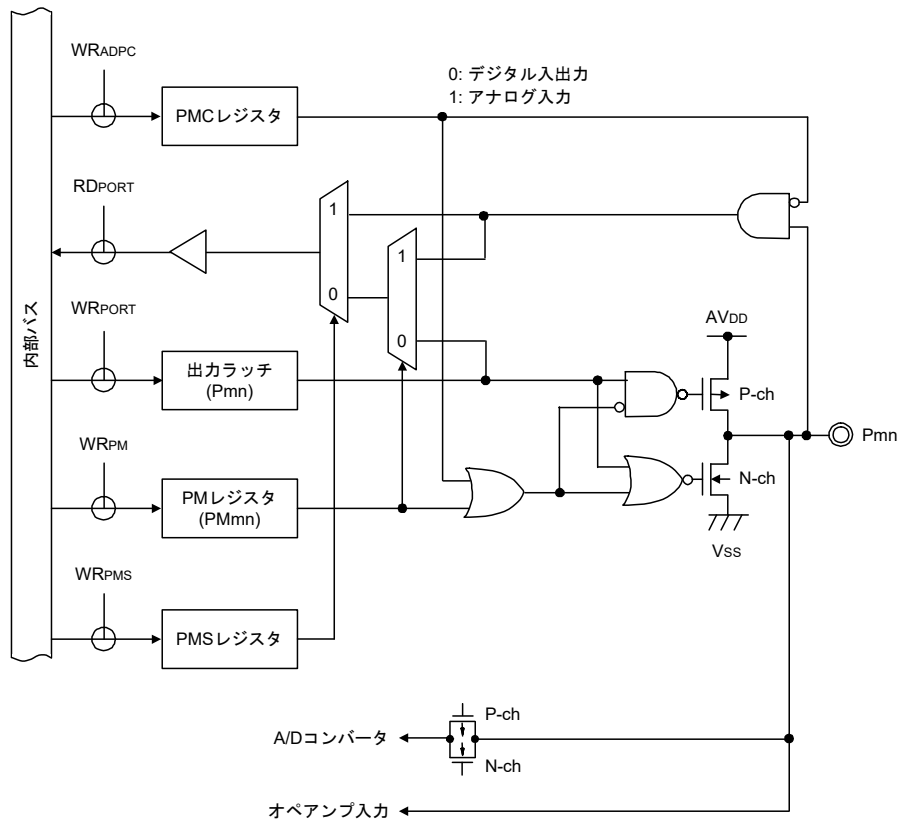 WRADPC
0: デジタル入出力
1: アナログ入力
PMCレジスタ
RDPORT
1
1
0
内部バス
WRPORT
AVDD
0
出力ラッチ
(Pmn)
P-ch
Pmn
WRPM
N-ch
PMレジスタ
(PMmn)
VSS
WRPMS
PMSレジスタ
P-ch
A/Dコンバータ
N-ch
オペアンプ入力